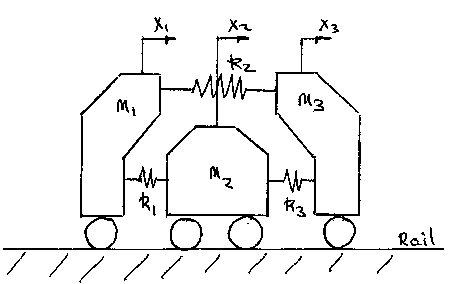 x₁ x₂ x₃
k₂
M₁ M₃
M₂
k₁ k₃
Rail